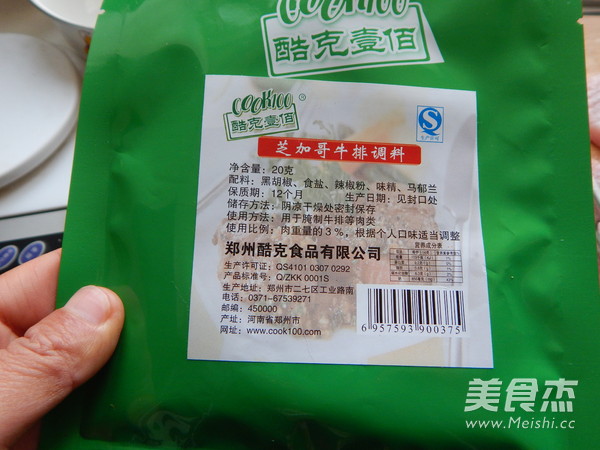 COOK100
酷克壹佰
COOK100®
酷克壹佰
芝加哥牛排调料
净含量：20克
配料：黑胡椒、食盐、辣椒粉、味精、马郁兰
保质期：12个月 生产日期：见封口处
储存方法：阴凉干燥处密封保存
使用方法：用于腌制牛排等肉类
使用比例：肉重量的3%，根据个人口味适当调整
郑州酷克食品有限公司
营养成分表
生产许可证：QS4101 0307 0292
产品标准号：Q/ZKK 0001S
生产地址：郑州市二七区工业路南
电话：0371-67539271
邮编：450000
产址：河南省郑州市
网址：www.cook100.com
6 957593 900375
美食杰
www.Meishi.cc